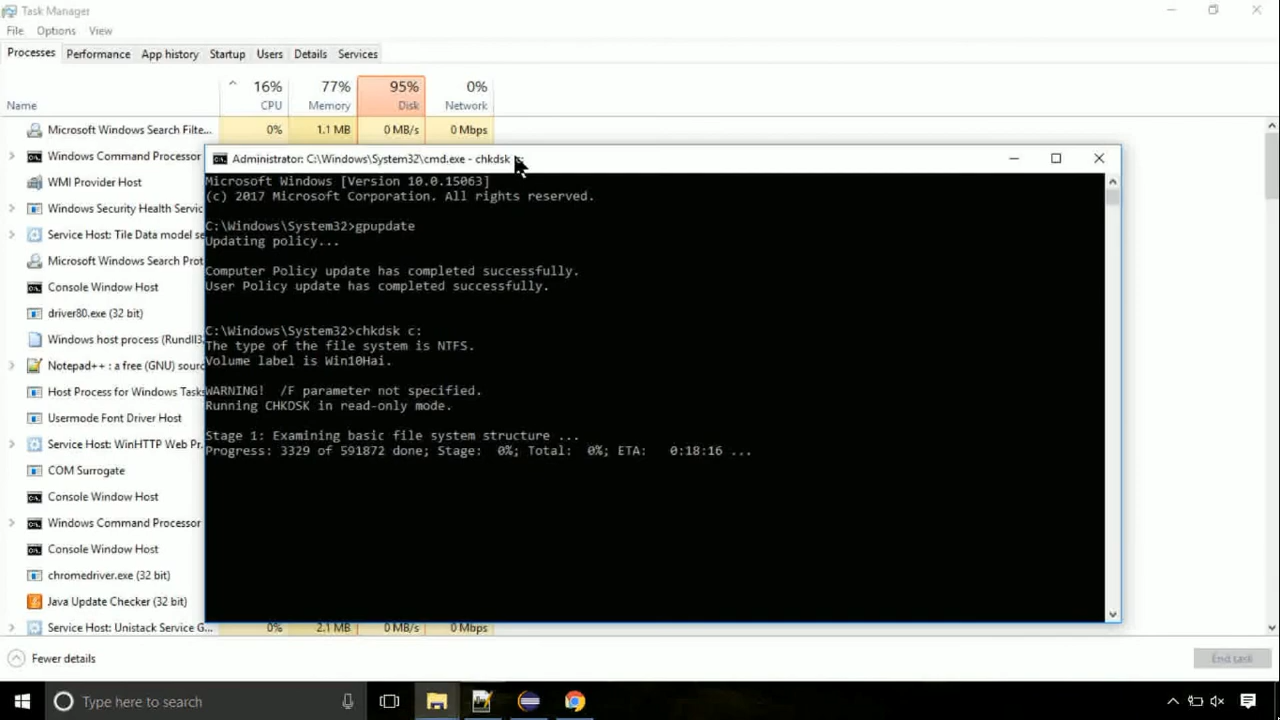 Task Manager
File Options View
Processes Performance App history Startup Users Details Services
16% 77% 95% 0%
Name CPU Memory Disk Network
Microsoft Windows Search Filte... 0% 1.1 MB 0 MB/s 0 Mbps
Windows Command Processor
WMI Provider Host
Windows Security Health Servic
Service Host: Tile Data model se
Microsoft Windows Search Prot
Console Window Host
driver80.exe (32 bit)
Windows host process (Rundll3
Notepad++ : a free (GNU) sourc
Host Process for Windows Task
Usermode Font Driver Host
Service Host: WinHTTP Web Pr
COM Surrogate
Console Window Host
Windows Command Processor
Console Window Host
chromedriver.exe (32 bit)
Java Update Checker (32 bit)
Service Host: Unistack Service G... 0% 2.1 MB 0 MB/s 0 Mbps
Administrator: C:\Windows\System32\cmd.exe - chkdsk
Microsoft Windows [Version 10.0.15063]
(c) 2017 Microsoft Corporation. All rights reserved.
C:\Windows\System32>gpupdate
Updating policy...
Computer Policy update has completed successfully.
User Policy update has completed successfully.
C:\Windows\System32>chkdsk c:
The type of the file system is NTFS.
Volume label is Win10Hai.
WARNING! /F parameter not specified.
Running CHKDSK in read-only mode.
Stage 1: Examining basic file system structure ...
Progress: 3329 of 591872 done; Stage: 0%; Total: 0%; ETA: 0:18:16 ...
Fewer details
End task
Type here to search